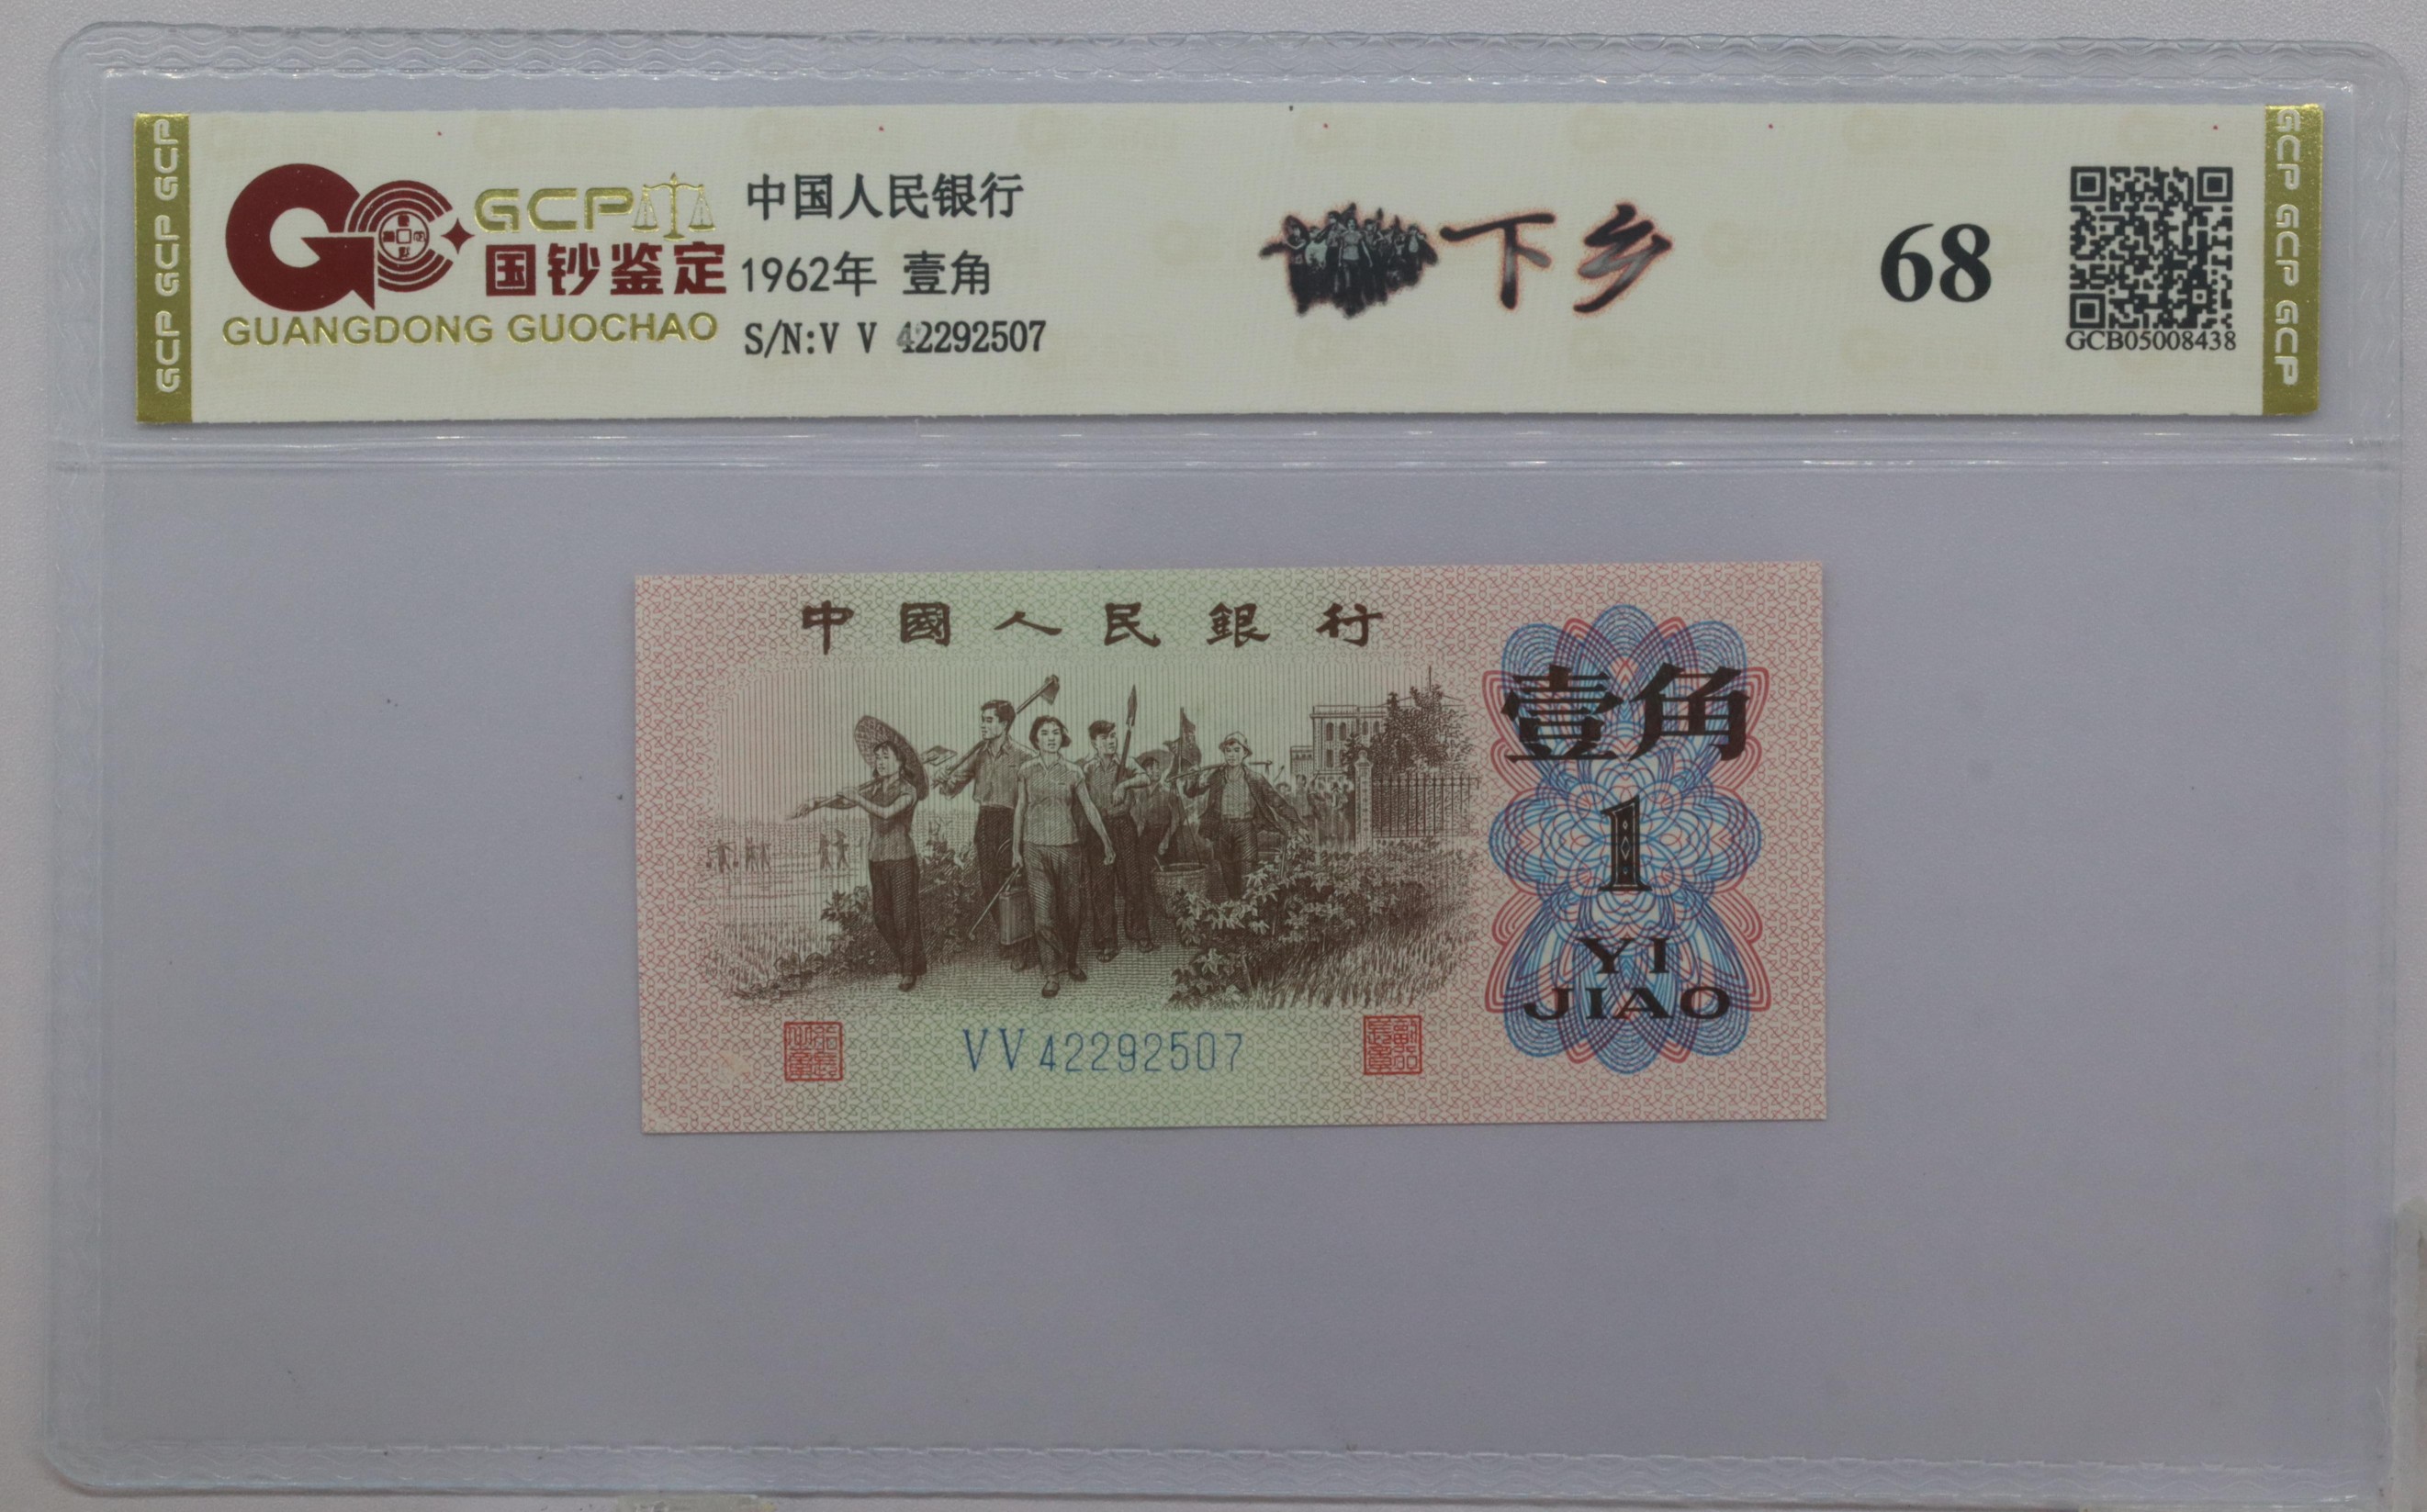 GCP GCP GCP
GCP
国钞鉴定
GUANGDONG GUOCHAO
中国人民银行
1962年 壹角
S/N:V V 42292507
下乡
68
GCB05008438
GCP GCP GCP
中國人民銀行
壹角
1
YI
JIAO
VV42292507